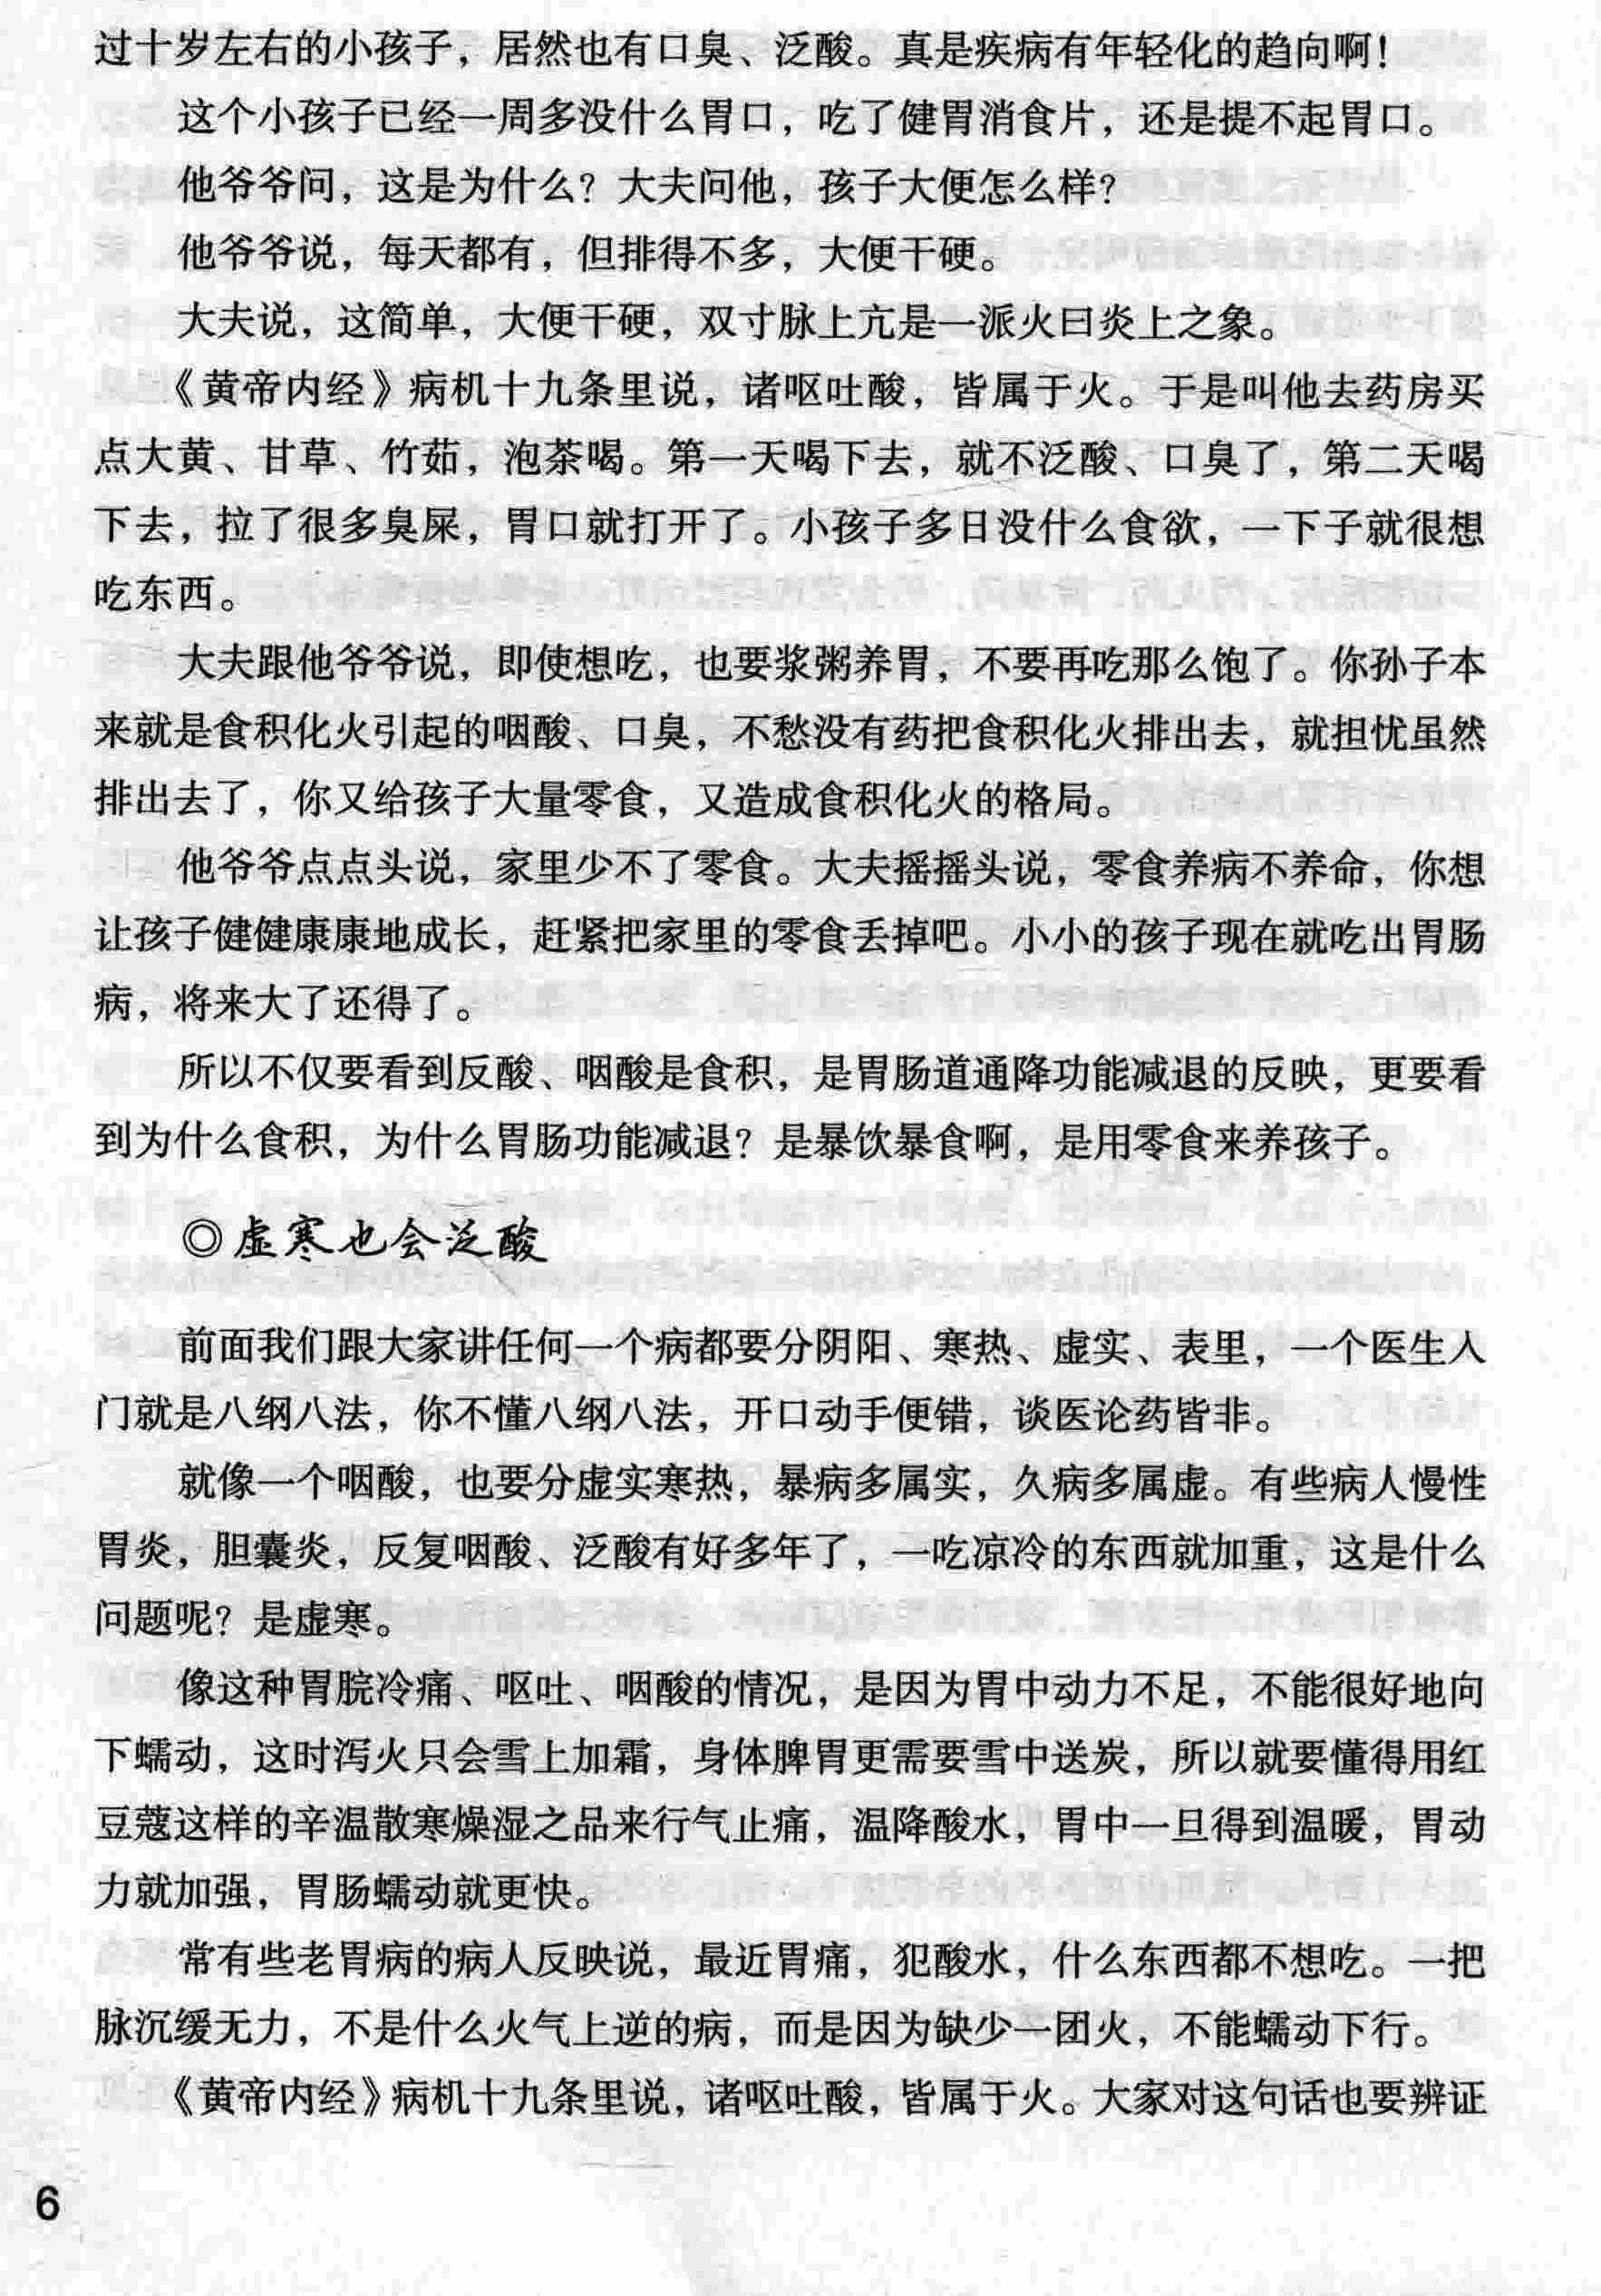 过十岁左右的小孩子，居然也有口臭、泛酸。真是疾病有年轻化的趋向啊！
这个小孩子已经一周多没什么胃口，吃了健胃消食片，还是提不起胃口。
他爷爷问，这是为什么？大夫问他，孩子大便怎么样？
他爷爷说，每天都有，但排得不多，大便干硬。
大夫说，这简单，大便干硬，双寸脉上亢是一派火曰炎上之象。
《黄帝内经》病机十九条里说，诸呕吐酸，皆属于火。于是叫他去药房买
点大黄、甘草、竹茹，泡茶喝。第一天喝下去，就不泛酸、口臭了，第二天喝
下去，拉了很多臭屎，胃口就打开了。小孩子多日没什么食欲，一下子就很想
吃东西。
大夫跟他爷爷说，即使想吃，也要浆粥养胃，不要再吃那么饱了。你孙子本
来就是食积化火引起的咽酸、口臭，不愁没有药把食积化火排出去，就担忧虽然
排出去了，你又给孩子大量零食，又造成食积化火的格局。
他爷爷点点头说，家里少不了零食。大夫摇摇头说，零食养病不养命，你想
让孩子健健康康地成长，赶紧把家里的零食丢掉吧。小小的孩子现在就吃出胃肠
病，将来大了还得了。
所以不仅要看到反酸、咽酸是食积，是胃肠道通降功能减退的反映，更要看
到为什么食积，为什么胃肠功能减退？是暴饮暴食啊，是用零食来养孩子。
◎虚寒也会泛酸
前面我们跟大家讲任何一个病都要分阴阳、寒热、虚实、表里，一个医生入
门就是八纲八法，你不懂八纲八法，开口动手便错，谈医论药皆非。
就像一个咽酸，也要分虚实寒热，暴病多属实，久病多属虚。有些病人慢性
胃炎，胆囊炎，反复咽酸、泛酸有好多年了，一吃凉冷的东西就加重，这是什么
问题呢？是虚寒。
像这种胃脘冷痛、呕吐、咽酸的情况，是因为胃中动力不足，不能很好地向
下蠕动，这时泻火只会雪上加霜，身体脾胃更需要雪中送炭，所以就要懂得用红
豆蔻这样的辛温散寒燥湿之品来行气止痛，温降酸水，胃中一旦得到温暖，胃动
力就加强，胃肠蠕动就更快。
常有些老胃病的病人反映说，最近胃痛，犯酸水，什么东西都不想吃。一把
脉沉缓无力，不是什么火气上逆的病，而是因为缺少一团火，不能蠕动下行。
《黄帝内经》病机十九条里说，诸呕吐酸，皆属于火。大家对这句话也要辨证
6